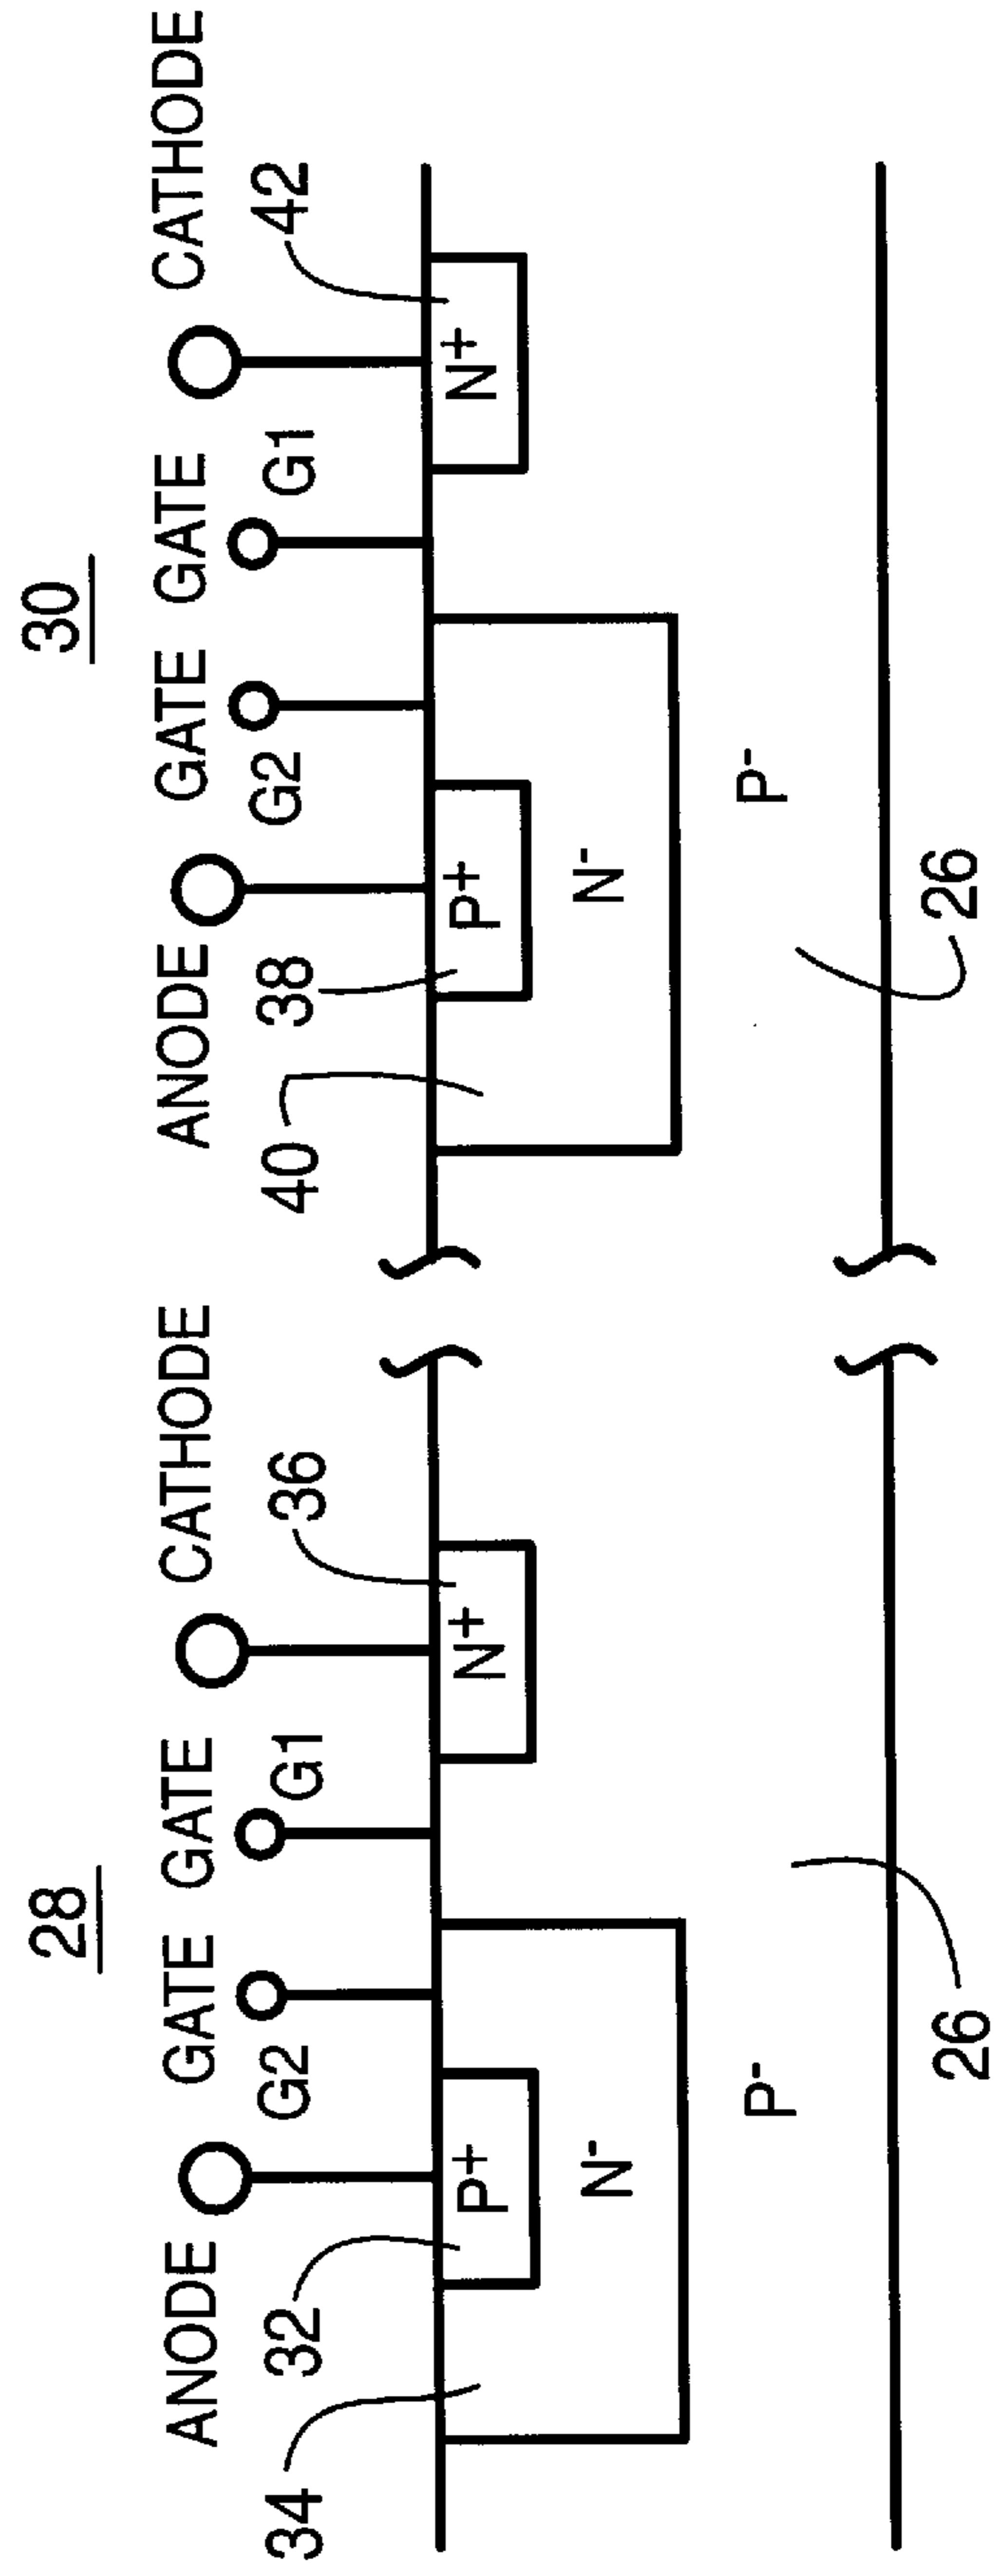 28
30
ANODE GATE GATE CATHODE
ANODE GATE GATE CATHODE
34 32 G2 G1 36
40 38 G2 G1 42
P+ N+
P+ N+
N-
N-
P-
P-
26
26